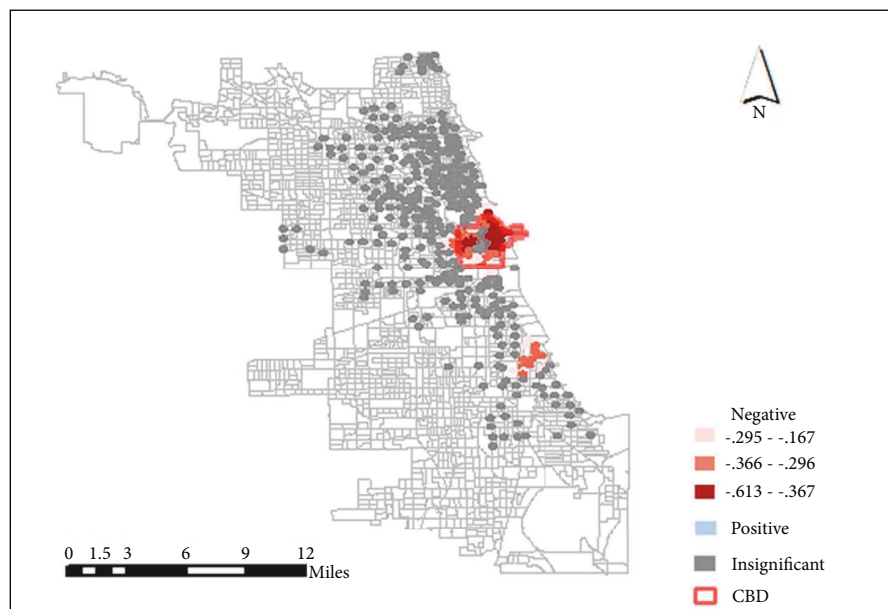 N
Negative
-.295 - -.167
-.366 - -.296
-.613 - -.367
Positive
Insignificant
CBD
0 1.5 3 6 9 12
Miles